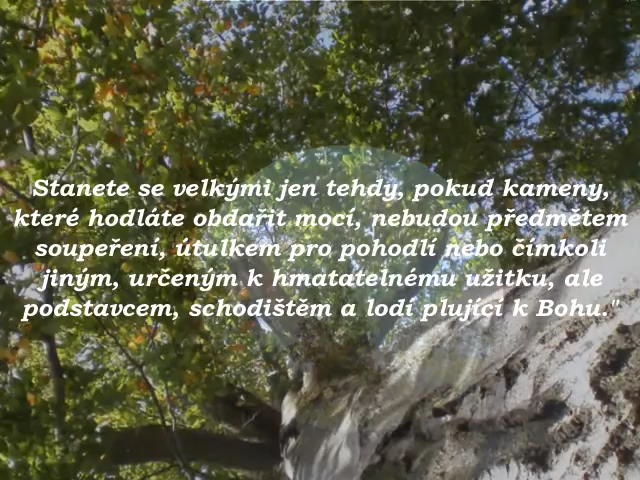 Stanete se velkými jen tehdy, pokud kameny,
které hodláte obdařit mocí, nebudou předmětem
soupeření, útulkem pro pohodlí nebo čímkoli
jiným, určeným k hmatatelnému užitku, ale
podstavcem, schodištěm a lodí plující k Bohu."